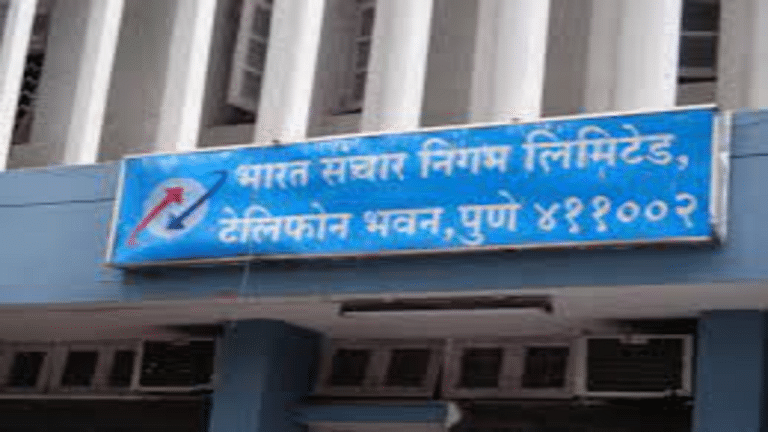 भारत संचार निगम लिमिटेड,
टेलिफोन भवन, पुणे ४११००२